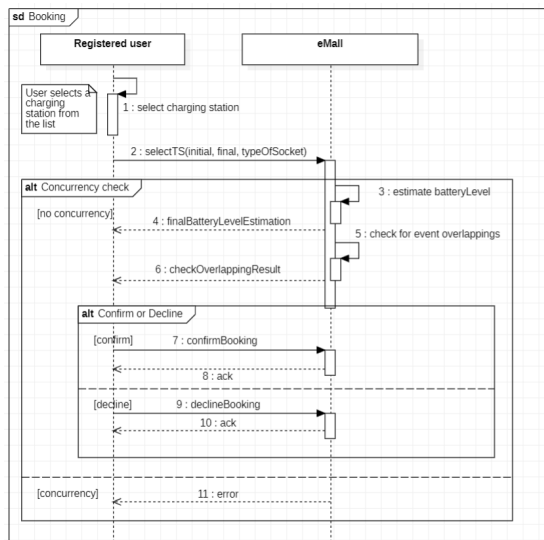 sd Booking
Registered user
eMall
User selects a
charging
station from
the list
1 : select charging station
2 : selectTS(initial, final, typeOfSocket)
alt Concurrency check
3 : estimate batteryLevel
[no concurrency]
4 : finalBatteryLevelEstimation
5 : check for event overlappings
6 : checkOverlappingResult
alt Confirm or Decline
[confirm]
7 : confirmBooking
8 : ack
[decline]
9 : declineBooking
10 : ack
[concurrency]
11 : error